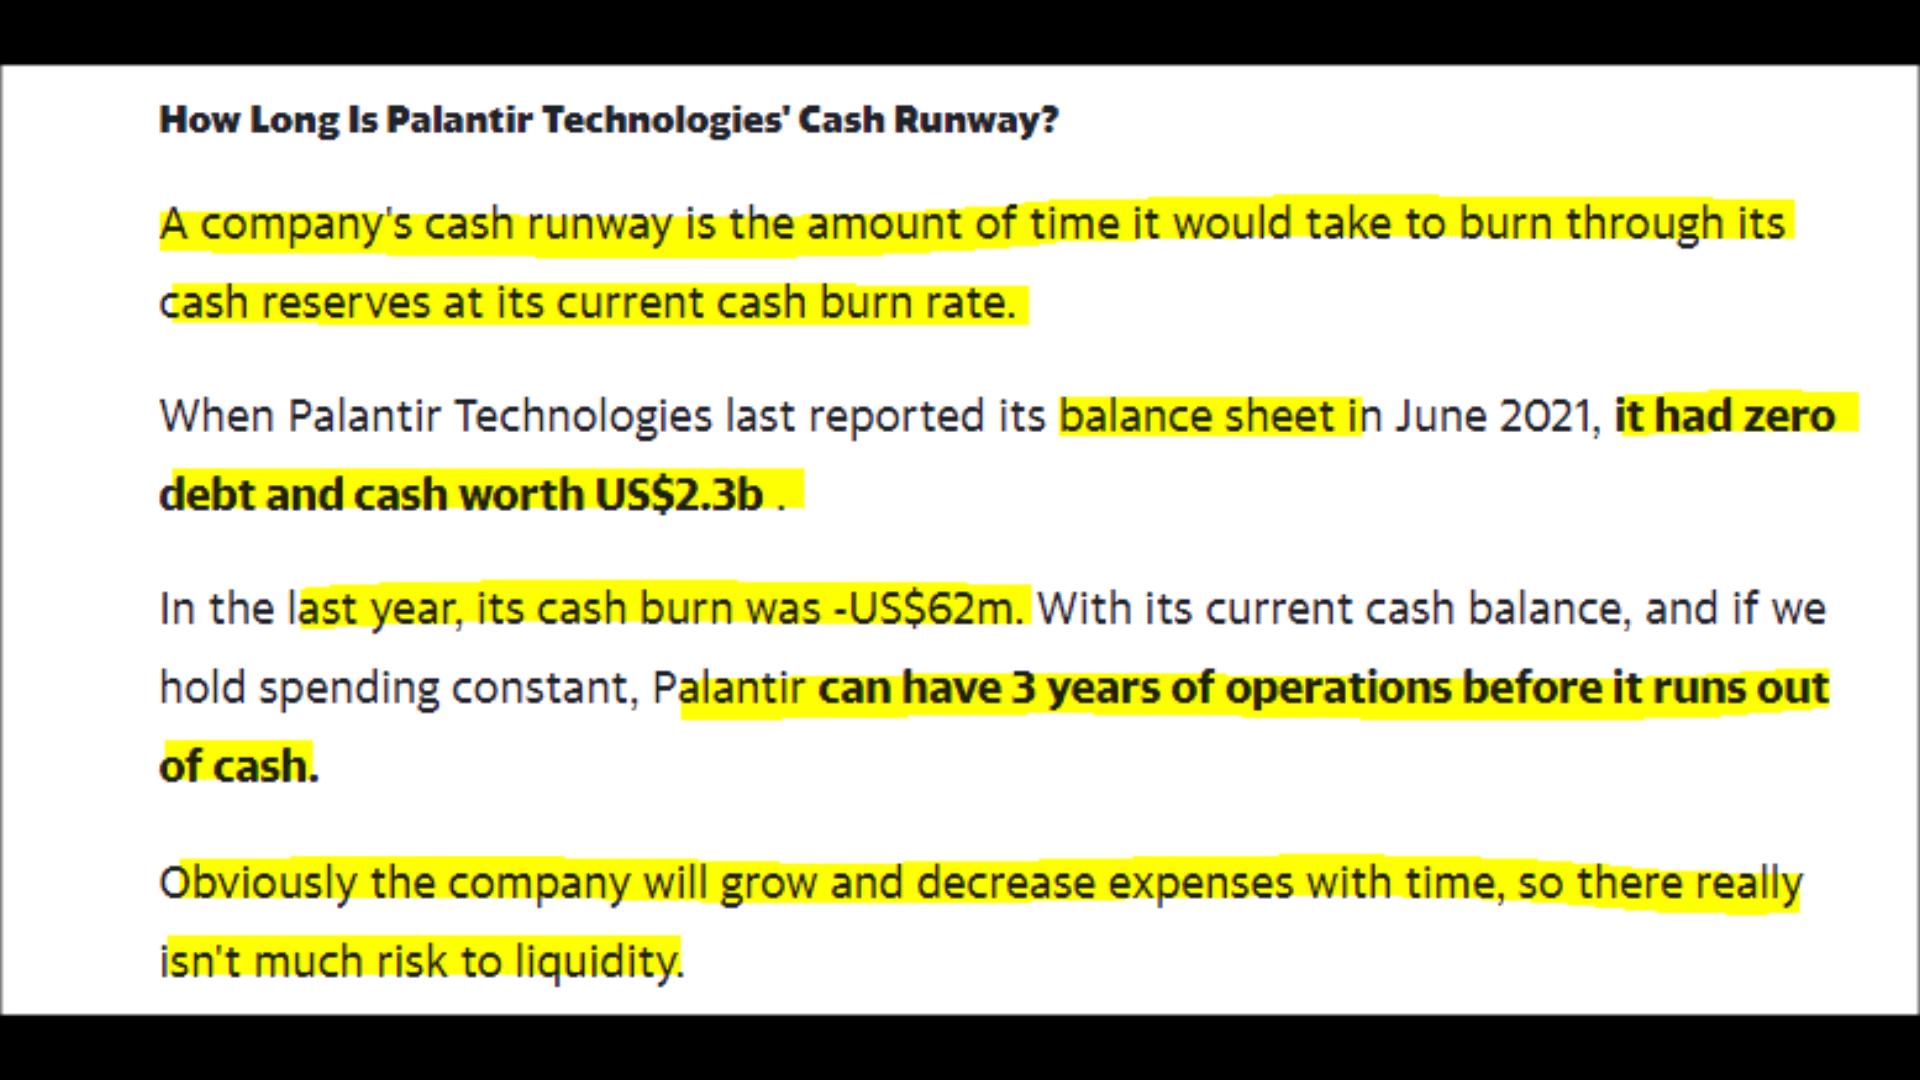 How Long Is Palantir Technologies' Cash Runway?
A company's cash runway is the amount of time it would take to burn through its
cash reserves at its current cash burn rate.
When Palantir Technologies last reported its balance sheet in June 2021, it had zero
debt and cash worth US$2.3b .
In the last year, its cash burn was -US$62m. With its current cash balance, and if we
hold spending constant, Palantir can have 3 years of operations before it runs out
of cash.
Obviously the company will grow and decrease expenses with time, so there really
isn't much risk to liquidity.